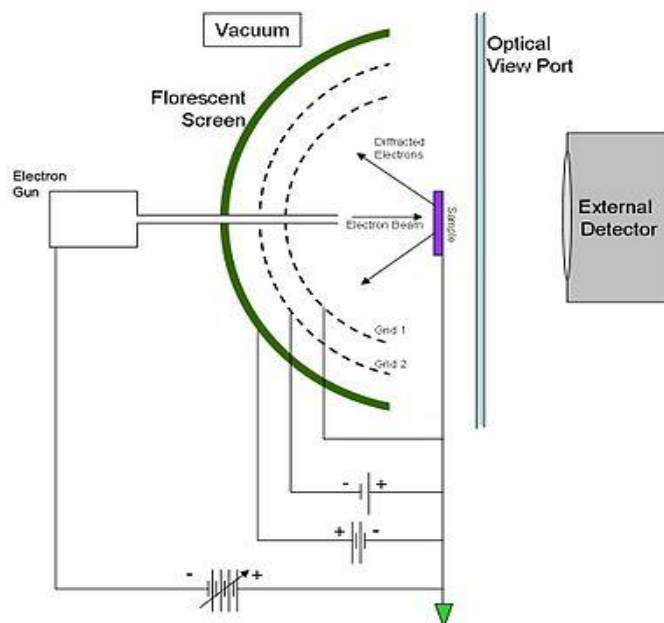 Vacuum
Optical
View Port
Florescent
Screen
Diffracted
Electrons
Electron
Gun
Electron Beam
Sample
External
Detector
Grid 1
Grid 2
- +
+ -
- +